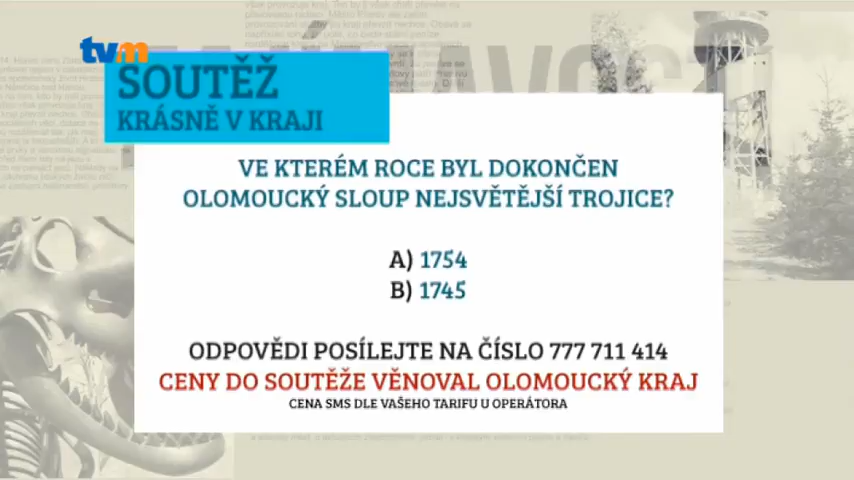 tvm
SOUTĚŽ
KRÁSNĚ V KRAJI
VE KTERÉM ROCE BYL DOKONČEN
OLOMOUCKÝ SLOUP NEJSVĚTĚJŠÍ TROJICE?
A) 1754
B) 1745
ODPOVĚDI POSÍLEJTE NA ČÍSLO 777 711 414
CENY DO SOUTĚŽE VĚNOVAL OLOMOUCKÝ KRAJ
CENA SMS DLE VAŠEHO TARIFU U OPERÁTORA